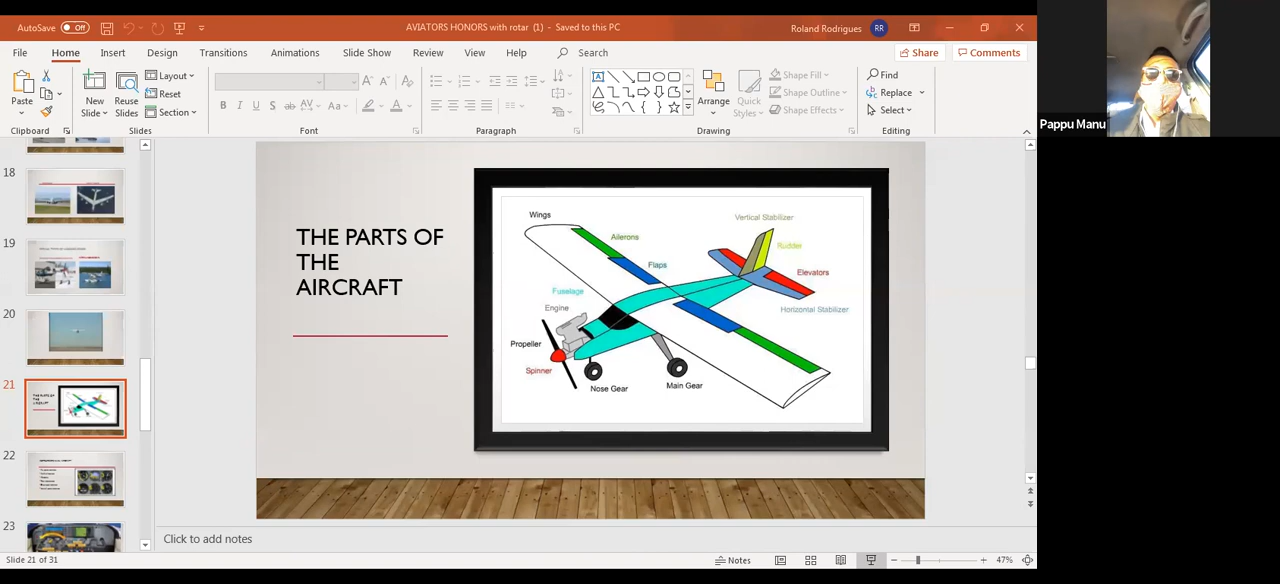 AutoSave Off
AVIATORS HONORS with rotar (1) - Saved to this PC
Roland Rodrigues RR
File Home Insert Design Transitions Animations Slide Show Review View Help Search Share Comments
Paste
New Slide
Reuse Slides
Layout
Reset
Section
Arrange
Quick Styles
Shape Fill
Shape Outline
Shape Effects
Find
Replace
Select
Clipboard Slides Font Paragraph Drawing Editing
Pappu Manu
18
19
20
21
22
23
THE PARTS OF
THE
AIRCRAFT
Wings
Vertical Stabilizer
Ailerons
Rudder
Flaps
Elevators
Fuselage
Engine
Horizontal Stabilizer
Propeller
Spinner
Nose Gear
Main Gear
Click to add notes
Slide 21 of 31
Notes
47%